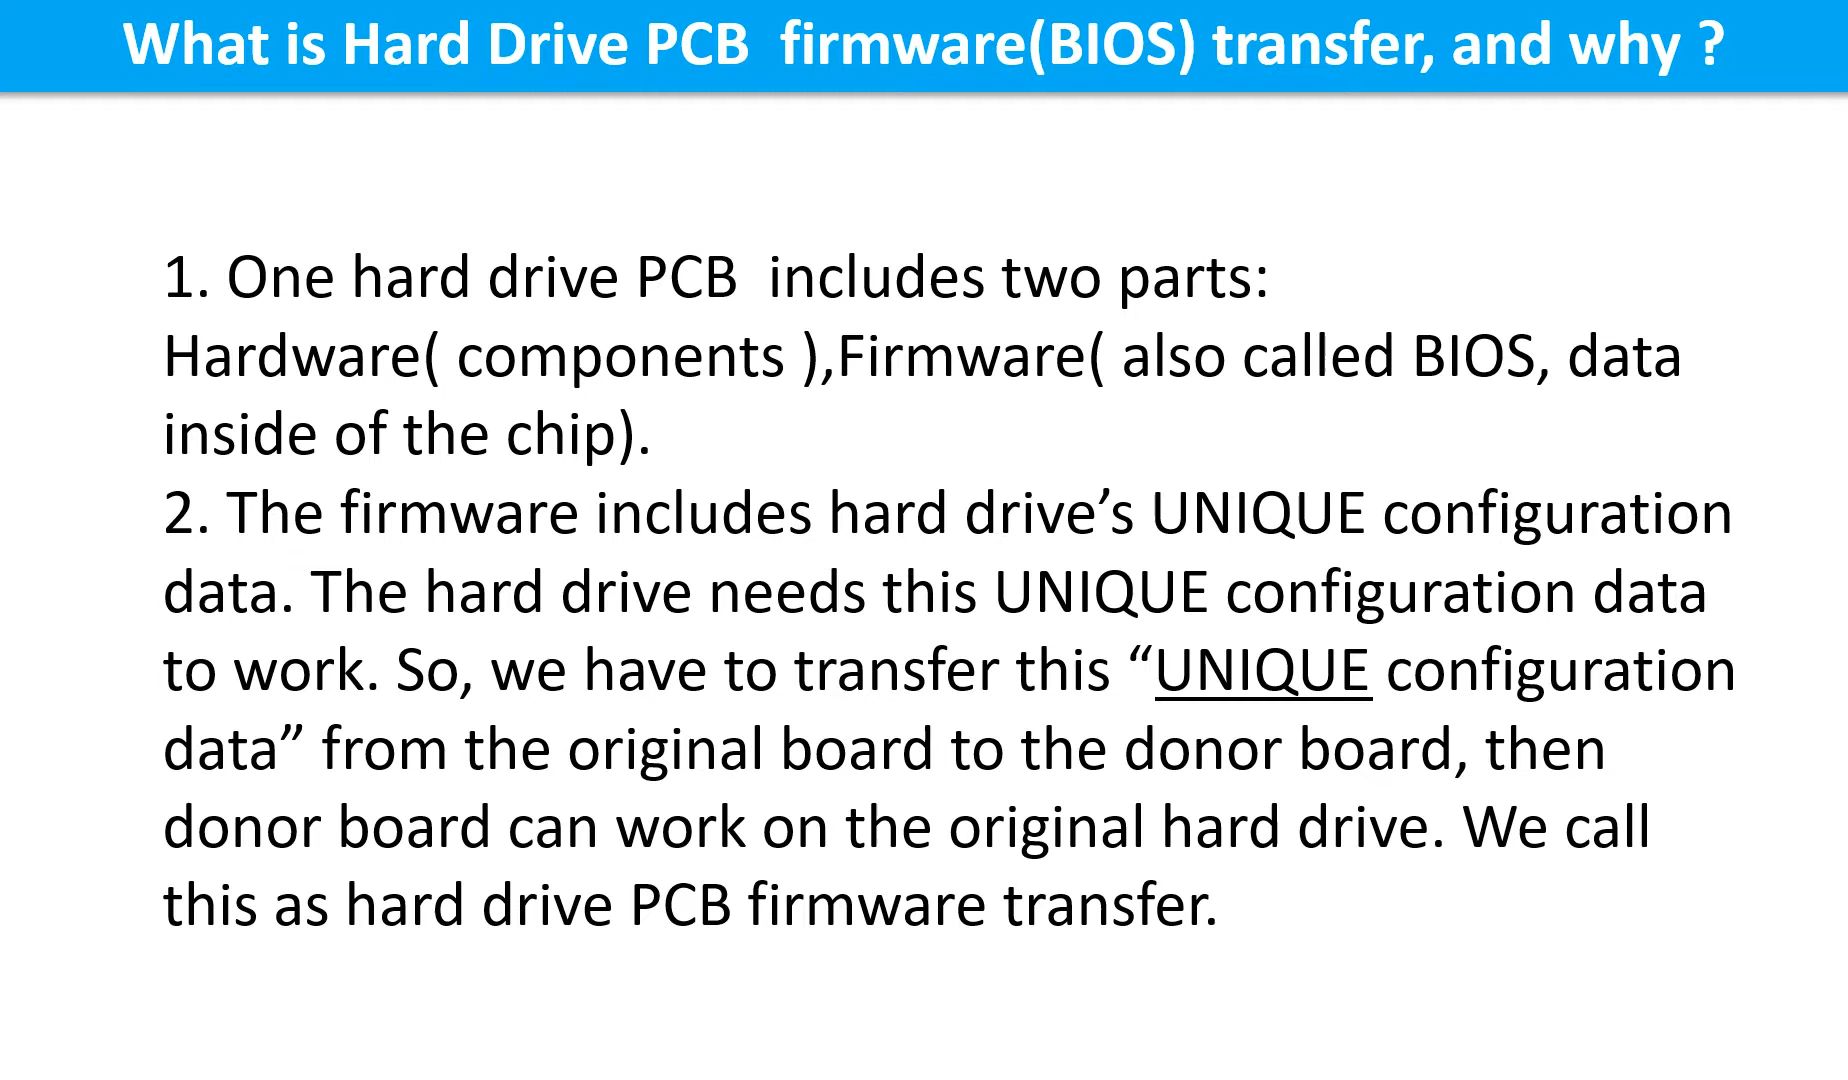 What is Hard Drive PCB  firmware(BIOS) transfer, and why ?
1. One hard drive PCB  includes two parts:
Hardware( components ),Firmware( also called BIOS, data
inside of the chip).
2. The firmware includes hard drive’s UNIQUE configuration
data. The hard drive needs this UNIQUE configuration data
to work. So, we have to transfer this “UNIQUE configuration
data” from the original board to the donor board, then
donor board can work on the original hard drive. We call
this as hard drive PCB firmware transfer.